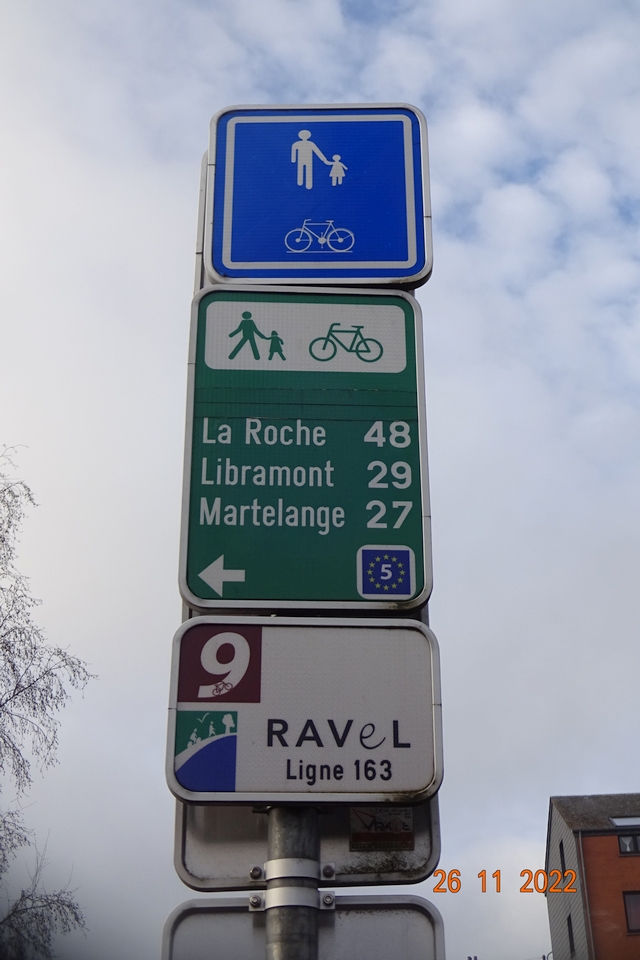 La Roche 48
Libramont 29
Martelange 27
5
9
RAVeL
Ligne 163
26 11 2022